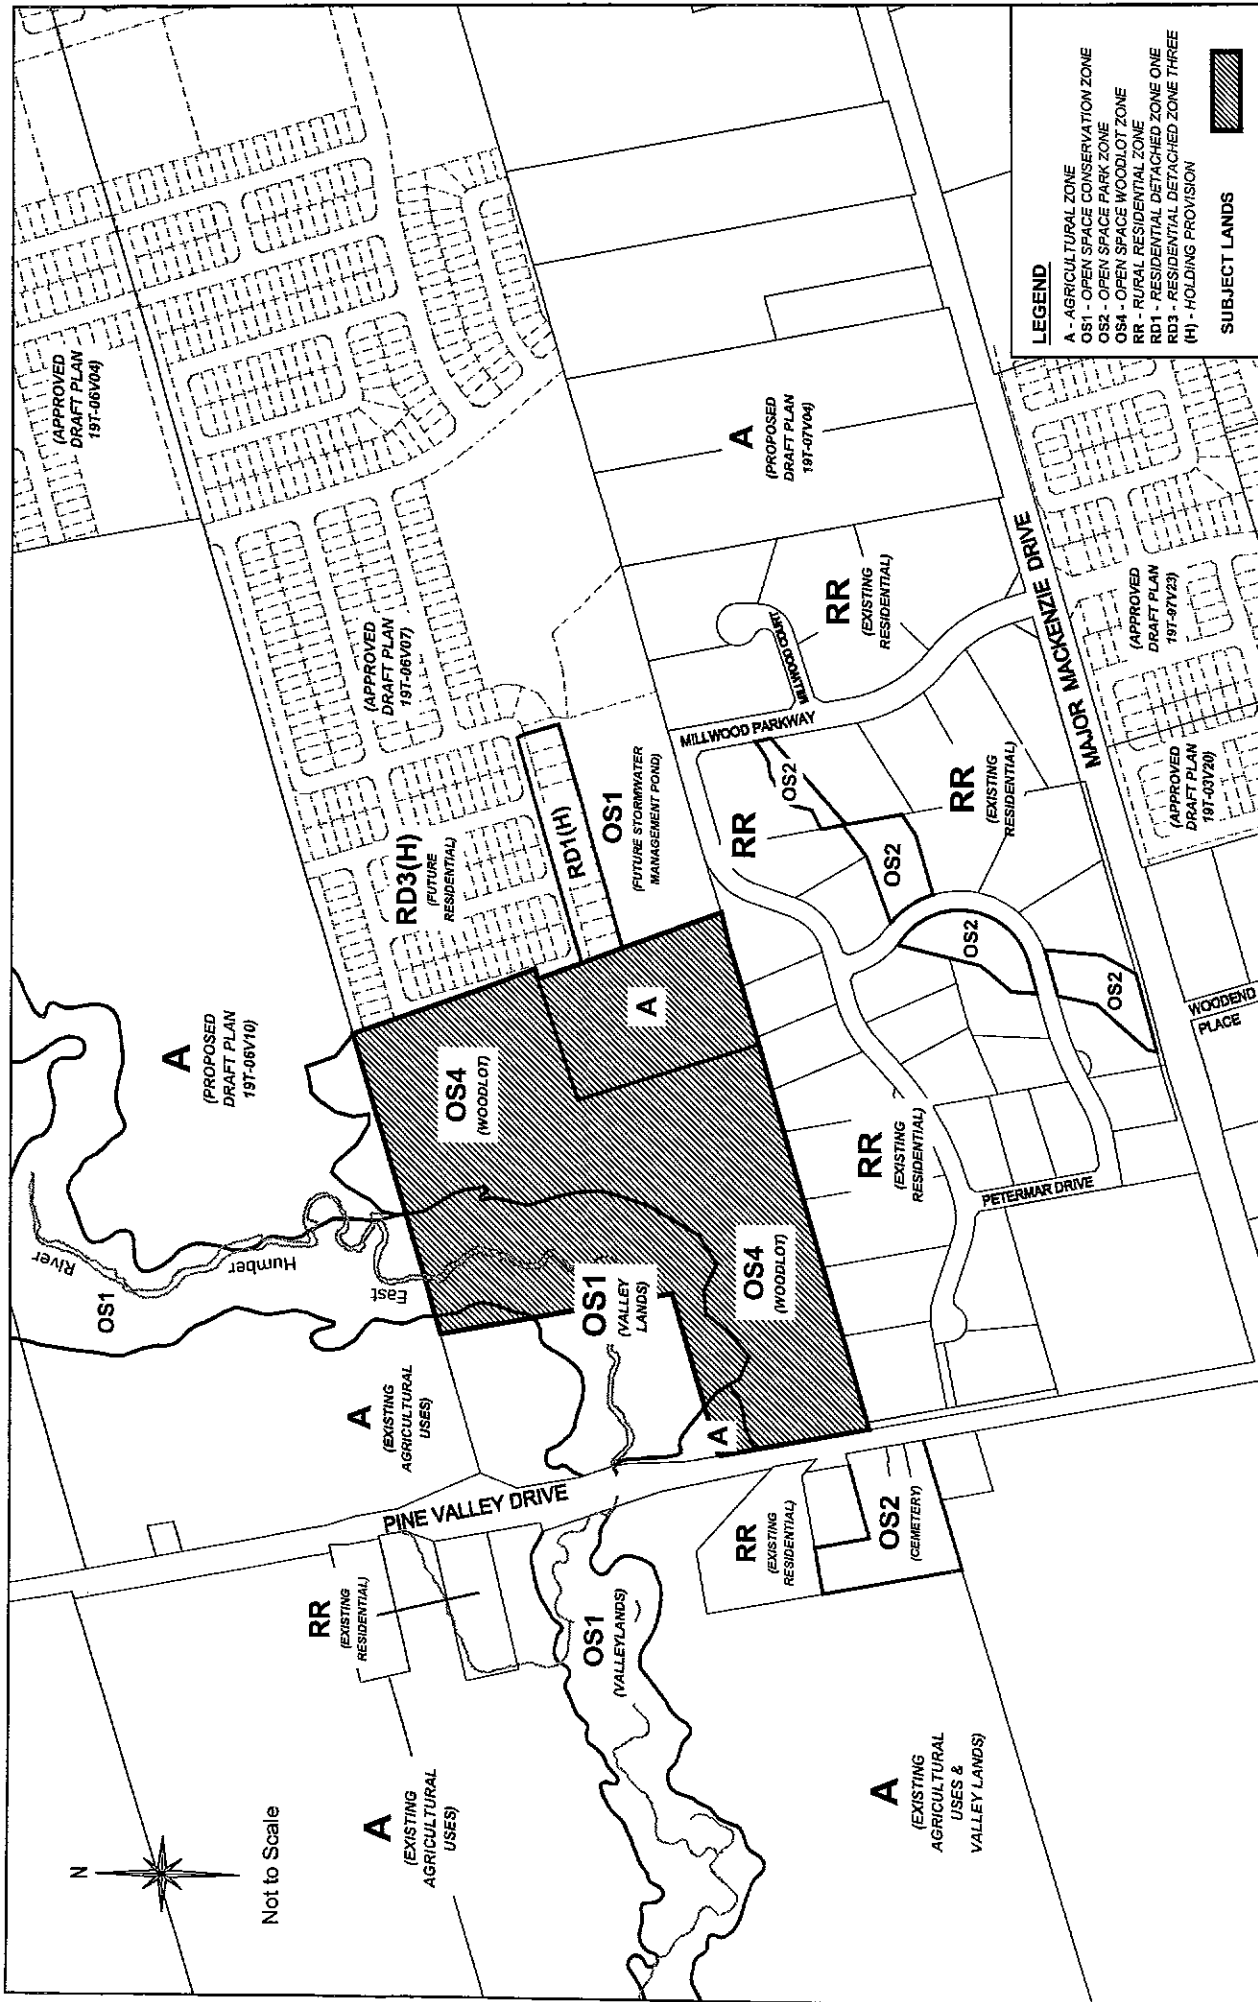 N
Not to Scale
A
(EXISTING
AGRICULTURAL
USES)
RR
(EXISTING
RESIDENTIAL)
PINE VALLEY DRIVE
OS1
(VALLEYLANDS)
A
(EXISTING
AGRICULTURAL
USES &
VALLEY LANDS)
RR
(EXISTING
RESIDENTIAL)
OS2
(CEMETERY)
OS1
A
(EXISTING
AGRICULTURAL
USES)
East
Humber
River
A
(PROPOSED
DRAFT PLAN
19T-06V10)
OS1
(VALLEY
LANDS)
A
OS4
(WOODLOT)
OS4
(WOODLOT)
A
RD3(H)
(FUTURE
RESIDENTIAL)
RD1(H)
OS1
(FUTURE STORMWATER
MANAGEMENT POND)
(APPROVED
DRAFT PLAN
19T-06V07)
(APPROVED
DRAFT PLAN
19T-06V04)
A
(PROPOSED
DRAFT PLAN
19T-07V04)
RR
(EXISTING
RESIDENTIAL)
PETERMAR DRIVE
RR
OS2
OS2
OS2
OS2
MILLWOOD PARKWAY
MILLWOOD COURT
RR
(EXISTING
RESIDENTIAL)
RR
(EXISTING
RESIDENTIAL)
MAJOR MACKENZIE DRIVE
WOODEND
PLACE
(APPROVED
DRAFT PLAN
19T-03V20)
(APPROVED
DRAFT PLAN
19T-97V23)
LEGEND
A - AGRICULTURAL ZONE
OS1 - OPEN SPACE CONSERVATION ZONE
OS2 - OPEN SPACE PARK ZONE
OS4 - OPEN SPACE WOODLOT ZONE
RR - RURAL RESIDENTIAL ZONE
RD1 - RESIDENTIAL DETACHED ZONE ONE
RD3 - RESIDENTIAL DETACHED ZONE THREE
(H) - HOLDING PROVISION
SUBJECT LANDS